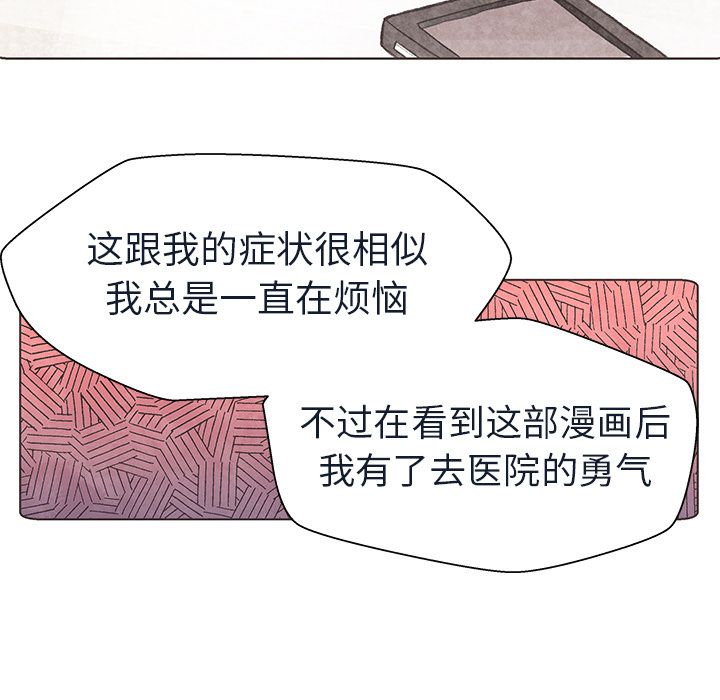 这跟我的症状很相似
我总是一直在烦恼
不过在看到这部漫画后
我有了去医院的勇气